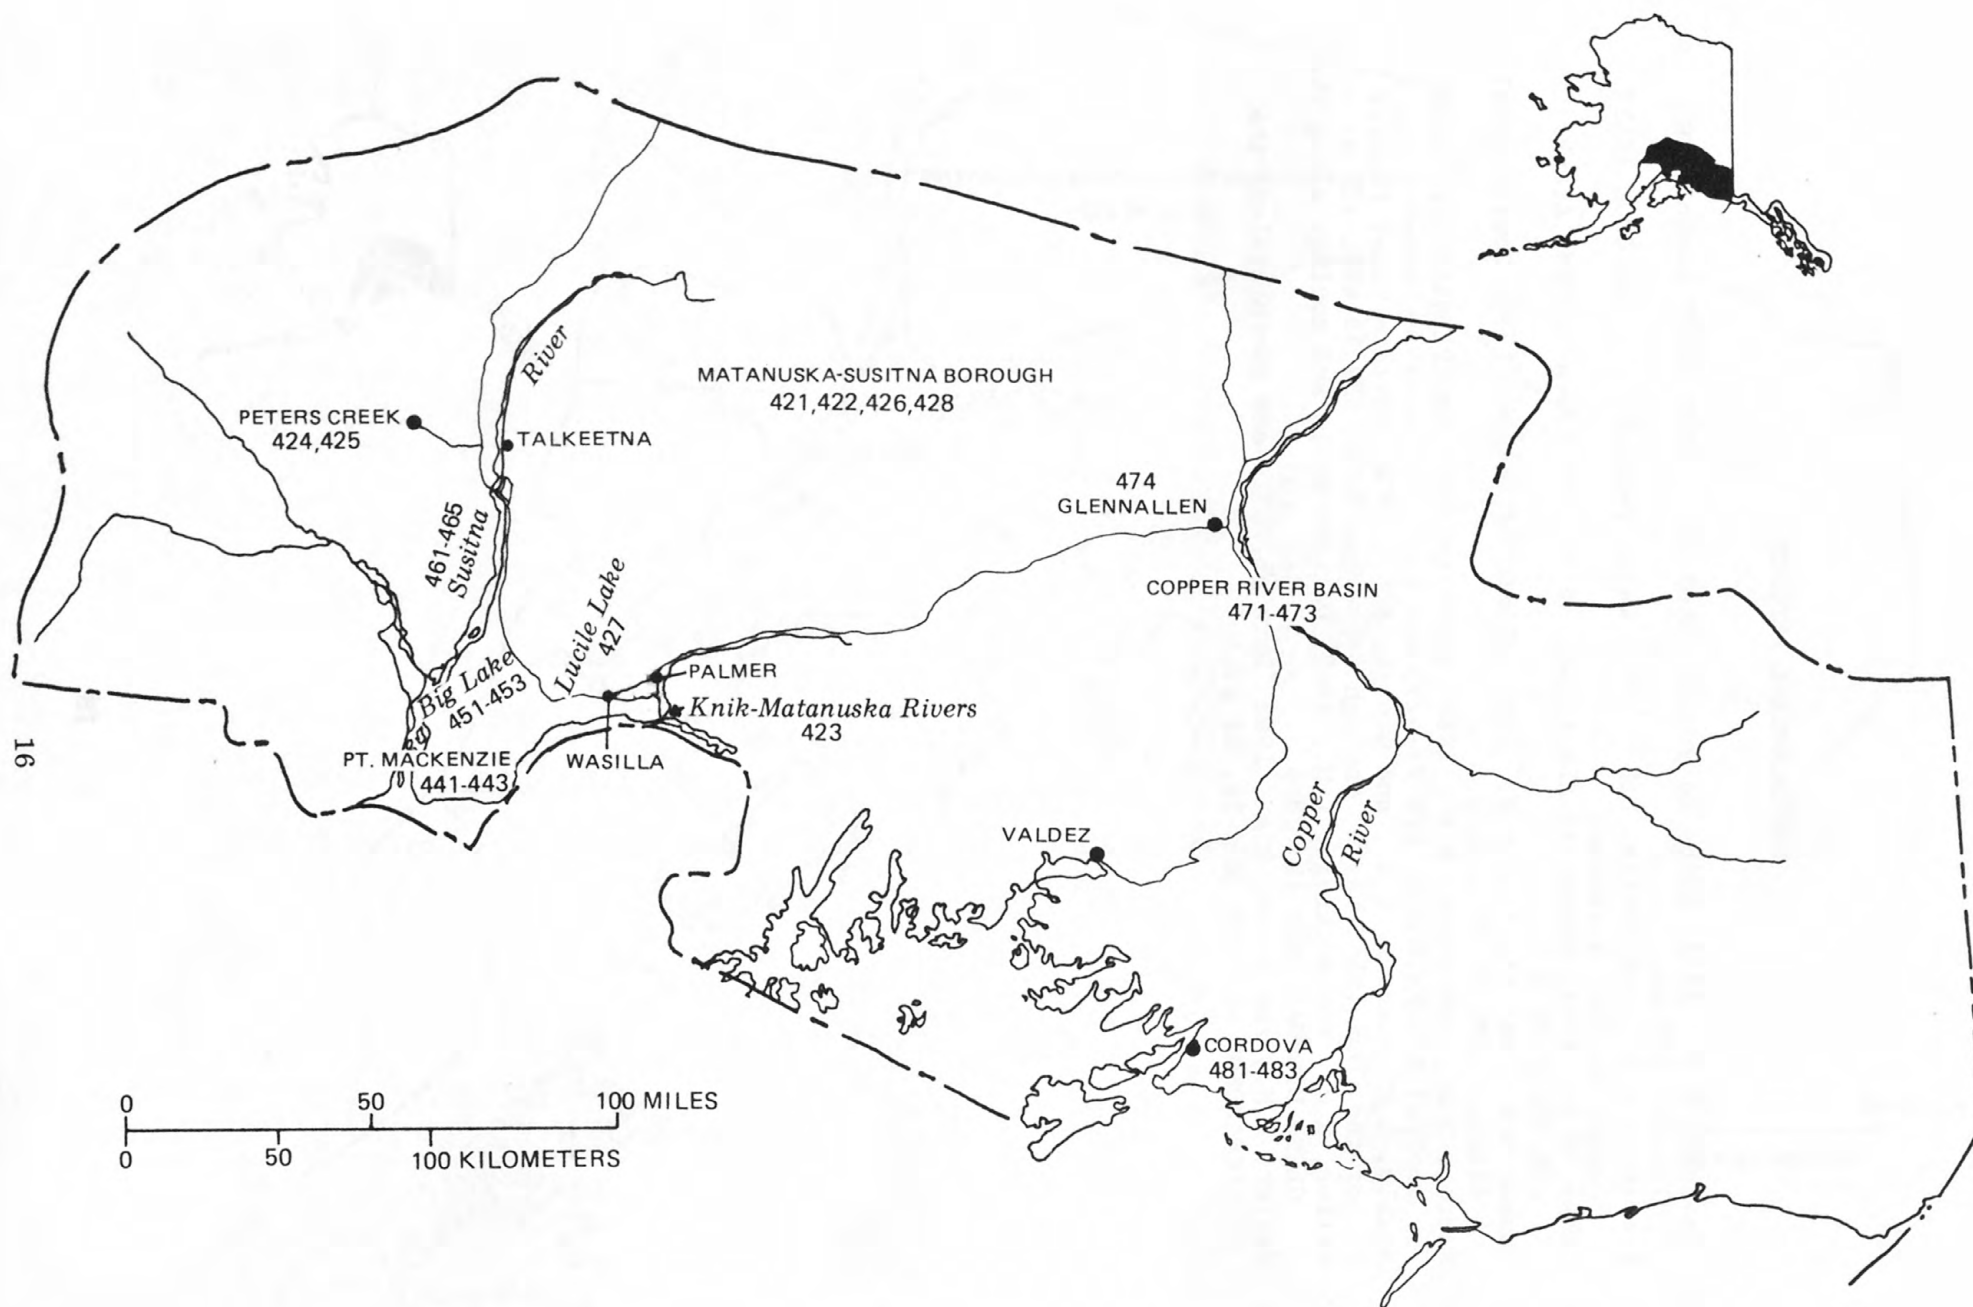 MATANUSKA-SUSITNA BOROUGH
421,422,426,428
River
PETERS CREEK
424,425
TALKEETNA
461-465
Susitna
474
GLENNALLEN
COPPER RIVER BASIN
471-473
Lucile Lake
427
PALMER
Big Lake
451-453
Knik-Matanuska Rivers
423
PT. MACKENZIE
441-443
WASILLA
16
Copper
River
VALDEZ
CORDOVA
481-483
0 50 100 MILES
0 50 100 KILOMETERS